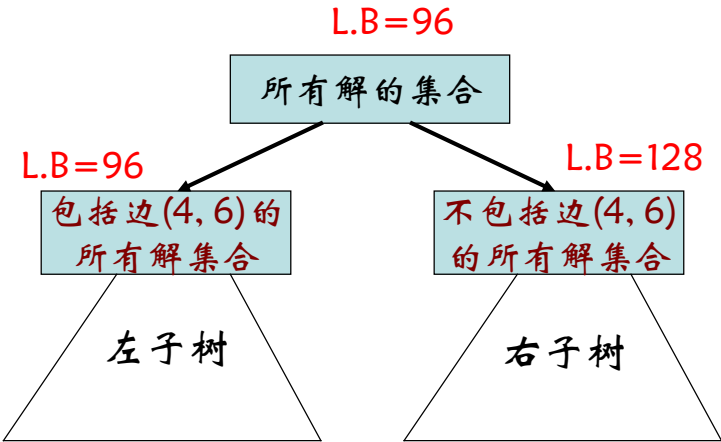 L.B=96
所有解的集合
L.B=96
L.B=128
包括边(4, 6)的
所有解集合
不包括边(4, 6)
的所有解集合
左子树
右子树